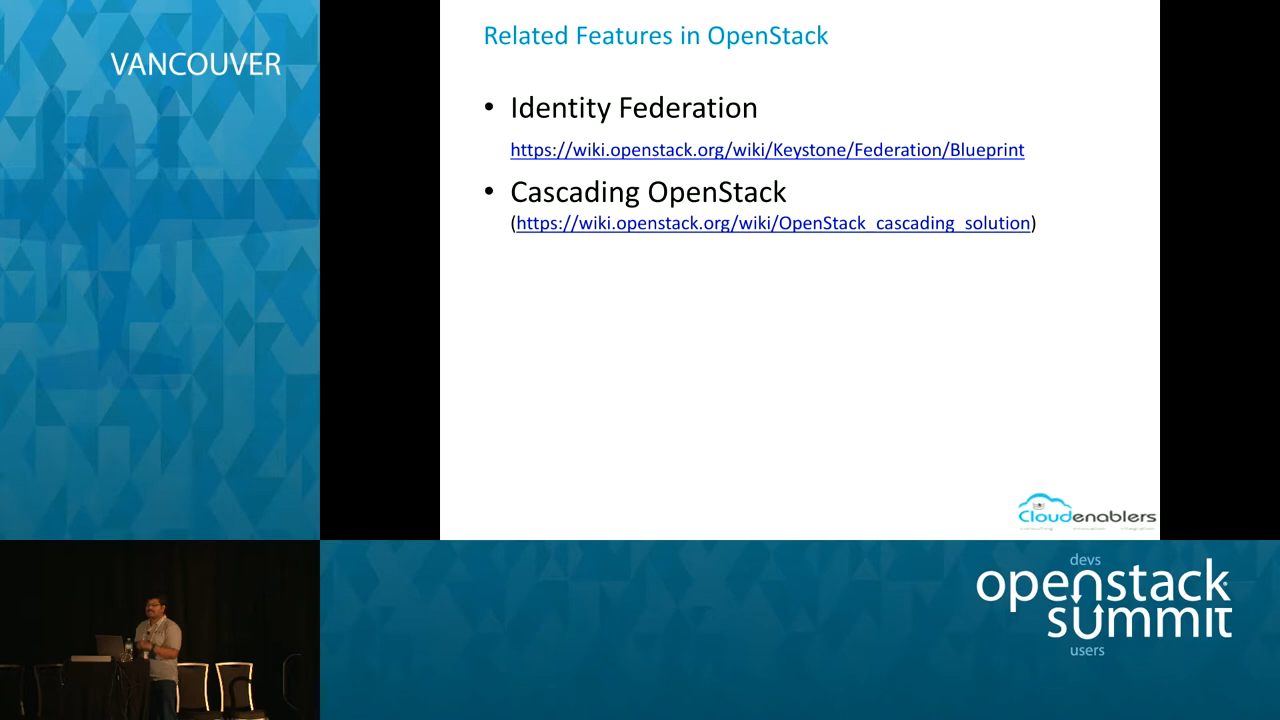 VANCOUVER
Related Features in OpenStack
• Identity Federation
https://wiki.openstack.org/wiki/Keystone/Federation/Blueprint
• Cascading OpenStack
(https://wiki.openstack.org/wiki/OpenStack_cascading_solution)
Cloudenablers
devs
openstack
summit
users